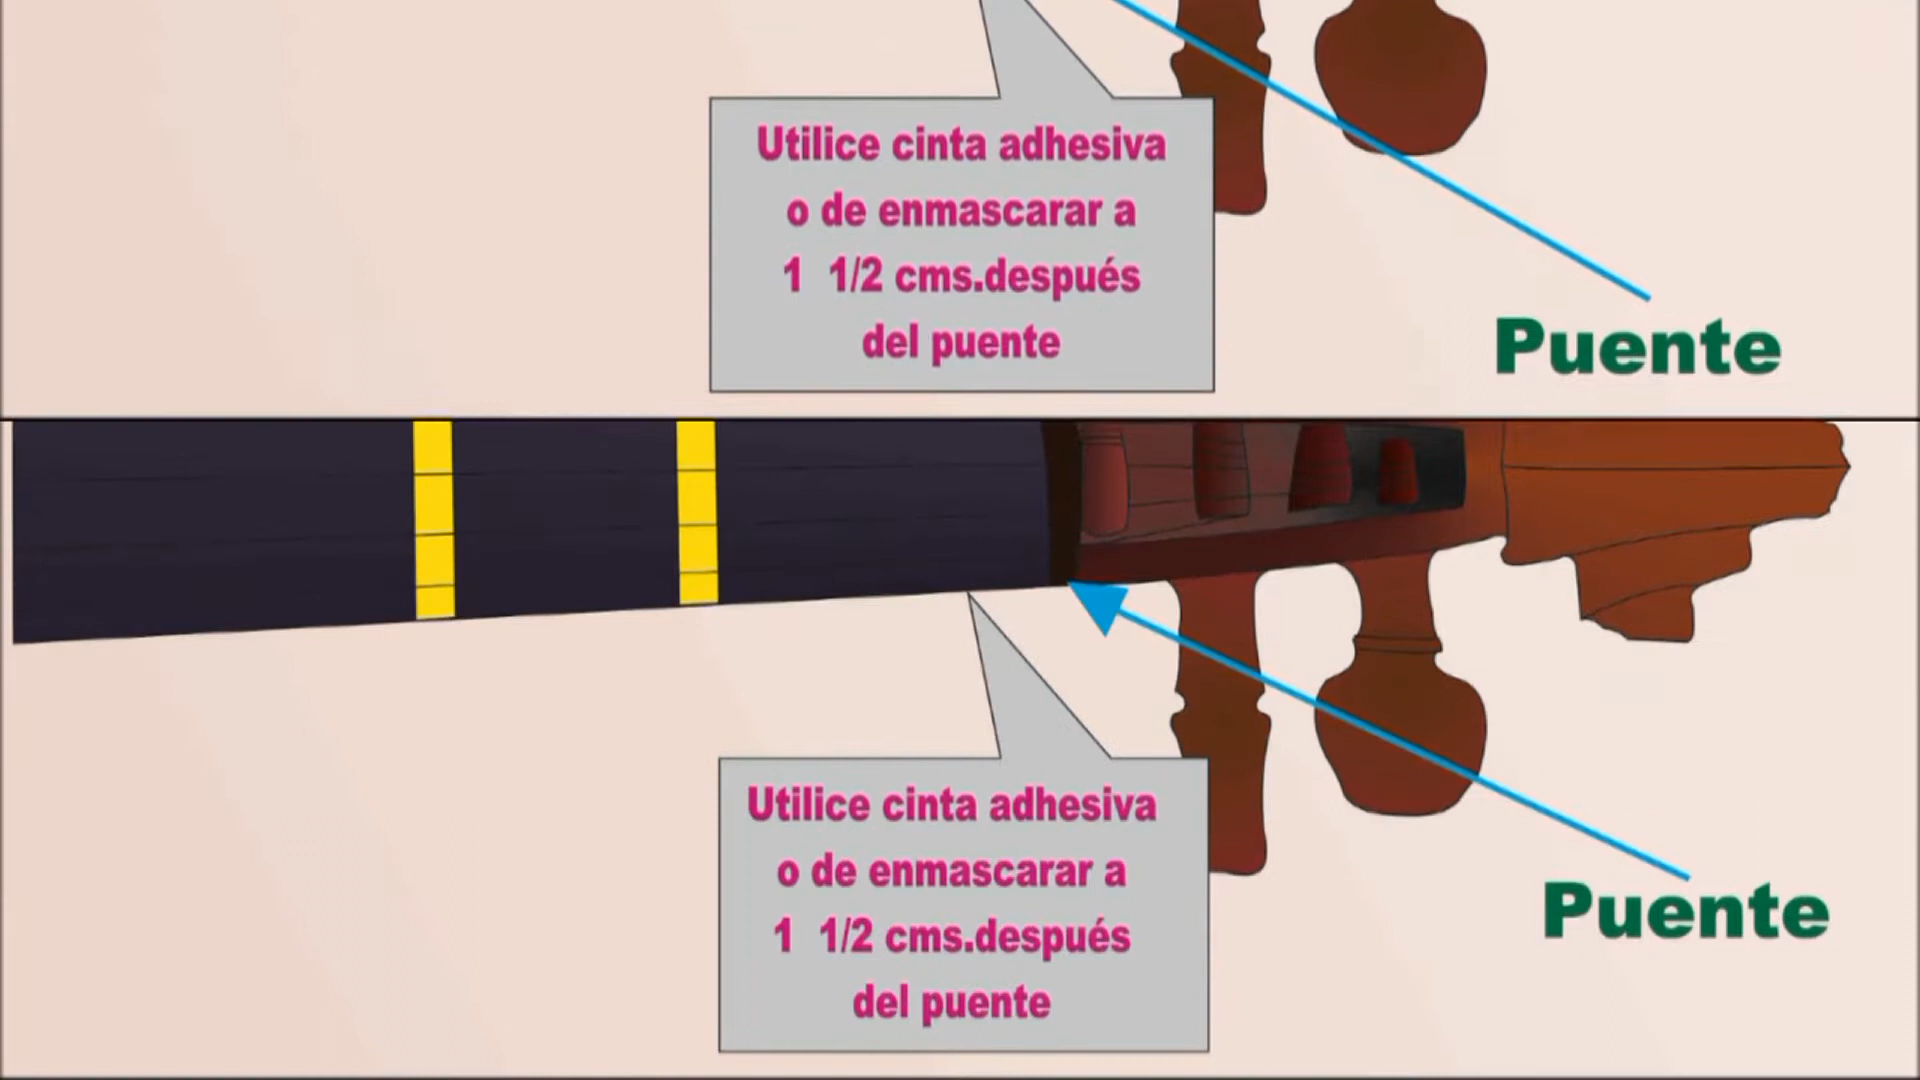 Utilice cinta adhesiva
o de enmascarar a
1 1/2 cms.después
del puente
Puente
Utilice cinta adhesiva
o de enmascarar a
1 1/2 cms.después
del puente
Puente